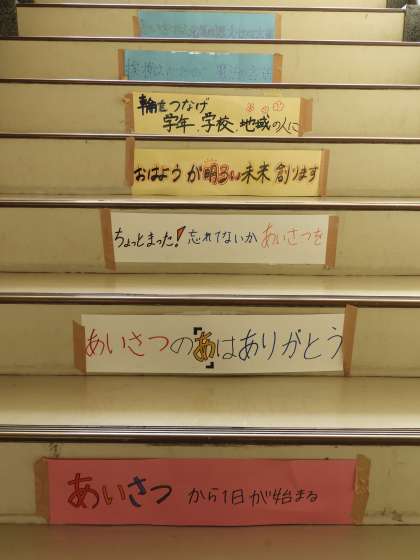 輪をつなげ
学年、学校、地域の人に
おはようが明るい未来創ります
ちょっとまった！忘れてないかあいさつを
あいさつのあはありがとう
あいさつから1日が始まる